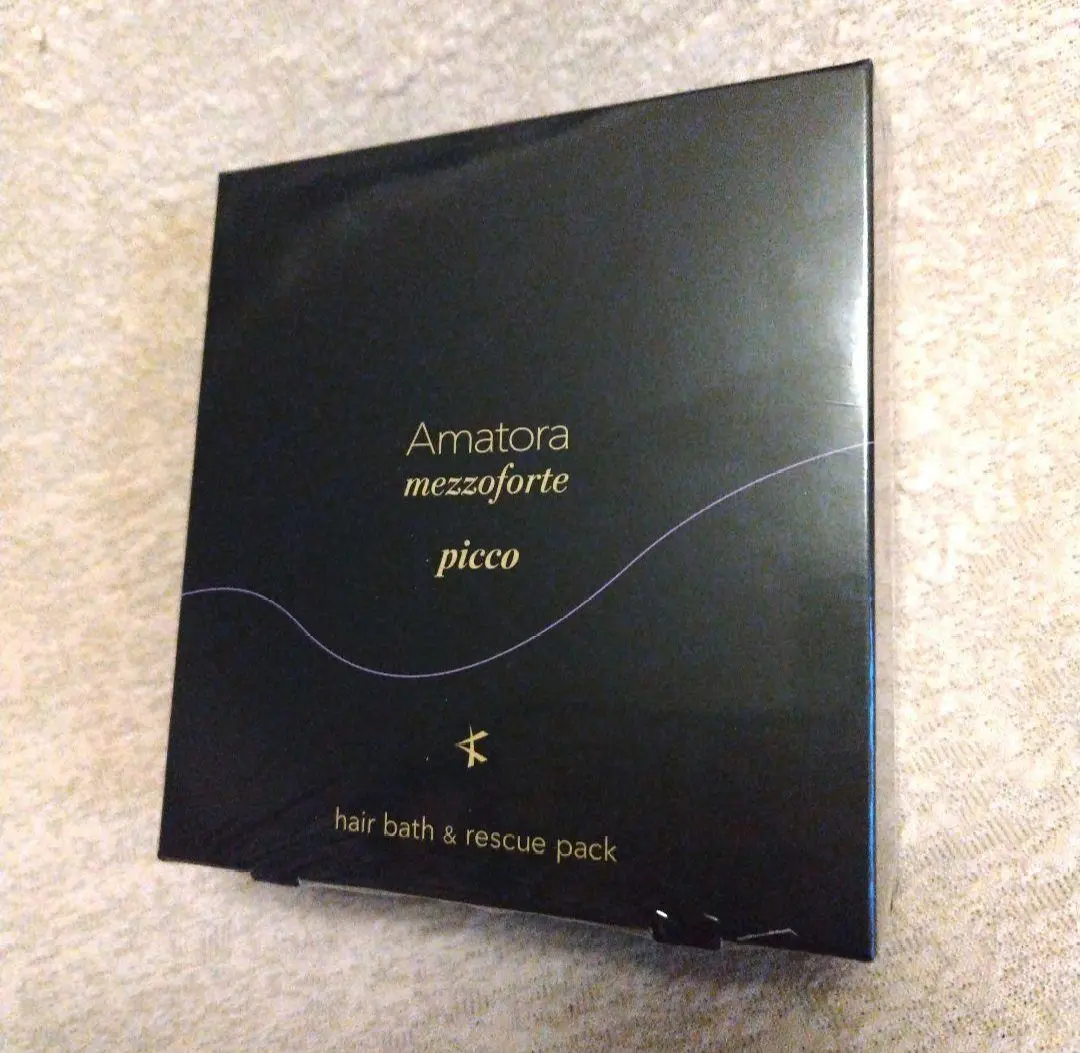 Amatora
mezzoforte
picco
hair bath & rescue pack